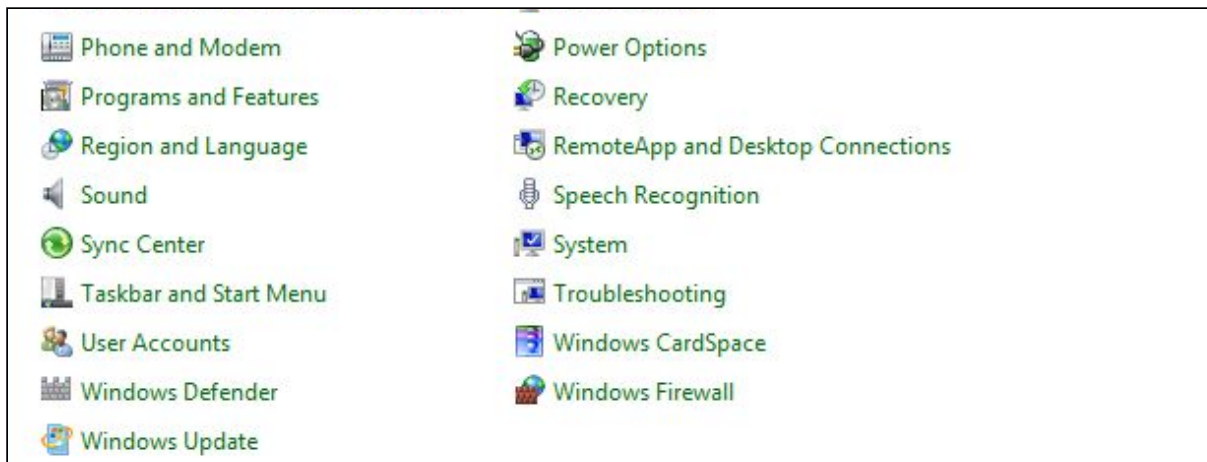 Phone and Modem
Power Options
Programs and Features
Recovery
Region and Language
RemoteApp and Desktop Connections
Sound
Speech Recognition
Sync Center
System
Taskbar and Start Menu
Troubleshooting
User Accounts
Windows CardSpace
Windows Defender
Windows Firewall
Windows Update